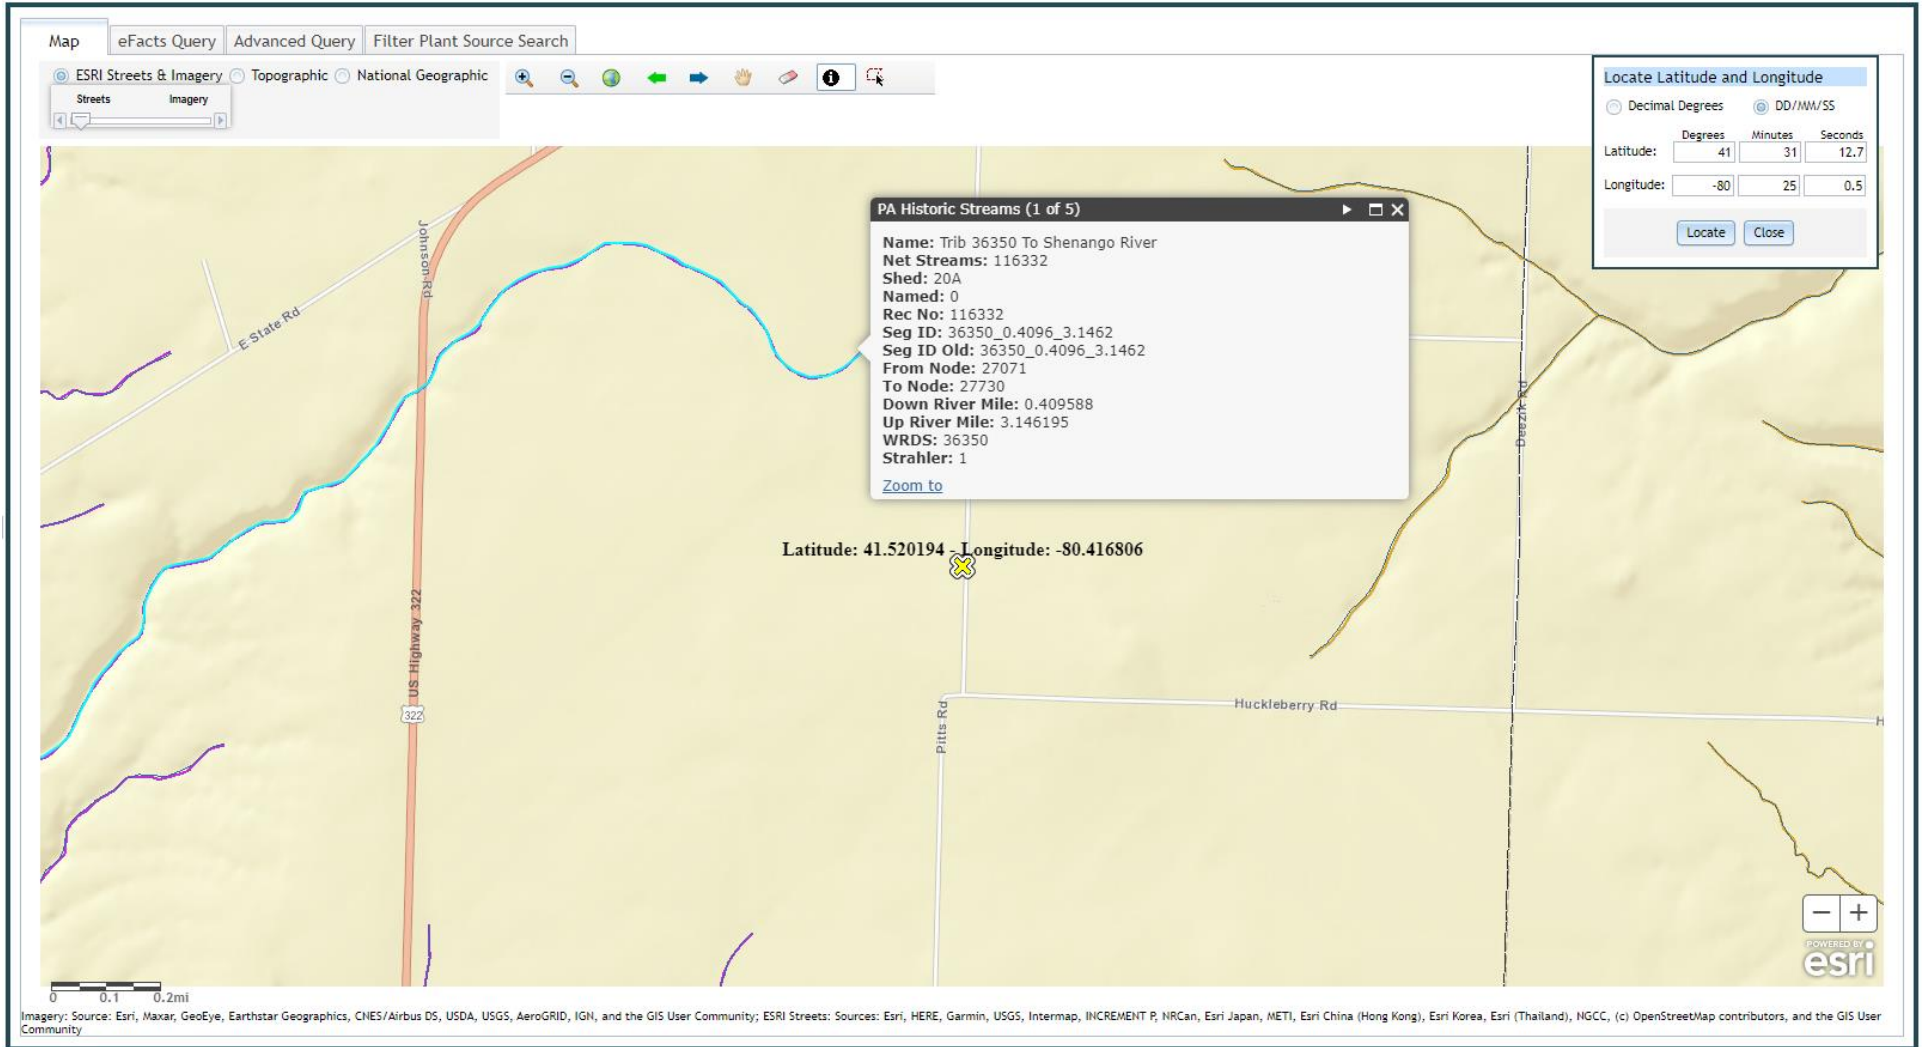 Map eFacts Query Advanced Query Filter Plant Source Search
ESRI Streets & Imagery Topographic National Geographic
Streets Imagery
Locate Latitude and Longitude
Decimal Degrees DD/MM/SS
Degrees Minutes Seconds
Latitude: 41 31 12.7
Longitude: -80 25 0.5
Locate Close
PA Historic Streams (1 of 5)
Name: Trib 36350 To Shenango River
Net Streams: 116332
Shed: 20A
Named: 0
Rec No: 116332
Seg ID: 36350_0.4096_3.1462
Seg ID Old: 36350_0.4096_3.1462
From Node: 27071
To Node: 27730
Down River Mile: 0.409588
Up River Mile: 3.146195
WRDS: 36350
Strahler: 1
Zoom to
Johnson Rd
E State Rd
Deezik Rd
Latitude: 41.520194 - Longitude: -80.416806
US Highway 322
322
Pitts Rd
Huckleberry Rd
H
POWERED BY
esri
0 0.1 0.2mi
Imagery: Source: Esri, Maxar, GeoEye, Earthstar Geographics, CNES/Airbus DS, USDA, USGS, AeroGRID, IGN, and the GIS User Community; ESRI Streets: Sources: Esri, HERE, Garmin, USGS, Intermap, INCREMENT P, NRCan, Esri Japan, METI, Esri China (Hong Kong), Esri Korea, Esri (Thailand), NGCC, (c) OpenStreetMap contributors, and the GIS User
Community